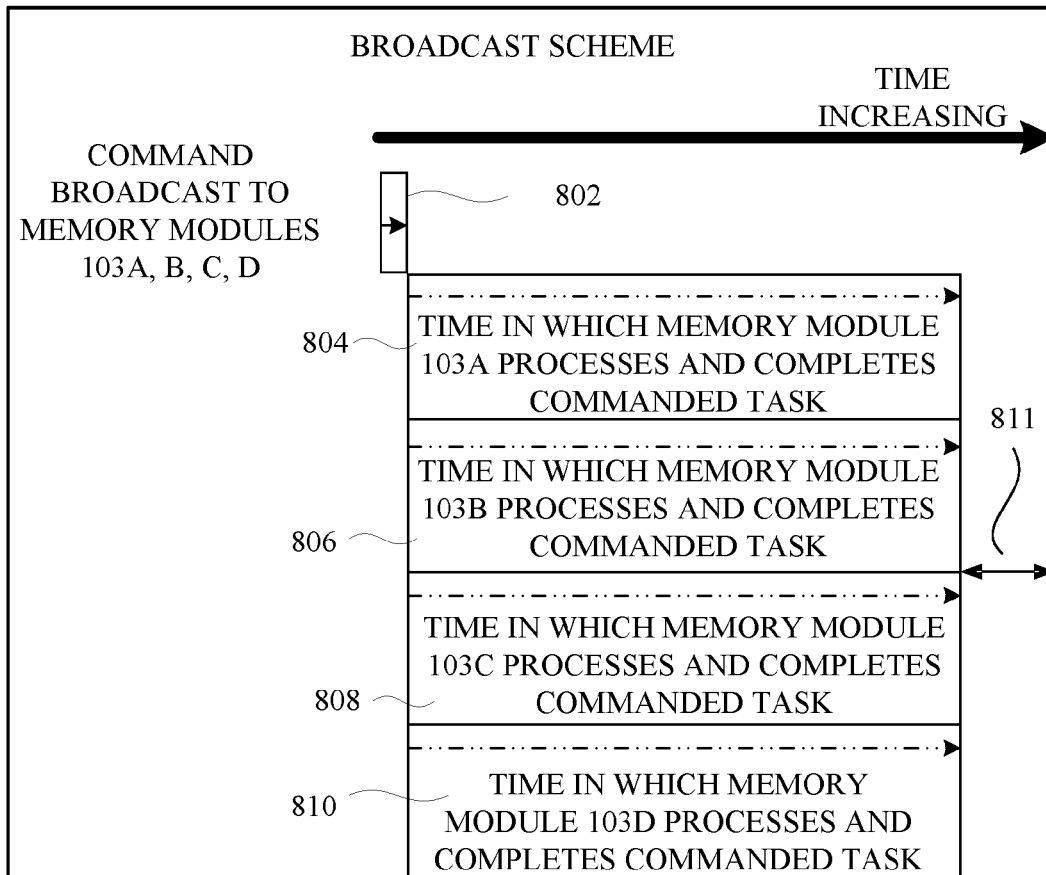 BROADCAST SCHEME
TIME
INCREASING
COMMAND
BROADCAST TO
MEMORY MODULES
103A, B, C, D
802
804
TIME IN WHICH MEMORY MODULE
103A PROCESSES AND COMPLETES
COMMANDED TASK
811
806
TIME IN WHICH MEMORY MODULE
103B PROCESSES AND COMPLETES
COMMANDED TASK
808
TIME IN WHICH MEMORY MODULE
103C PROCESSES AND COMPLETES
COMMANDED TASK
810
TIME IN WHICH MEMORY
MODULE 103D PROCESSES AND
COMPLETES COMMANDED TASK